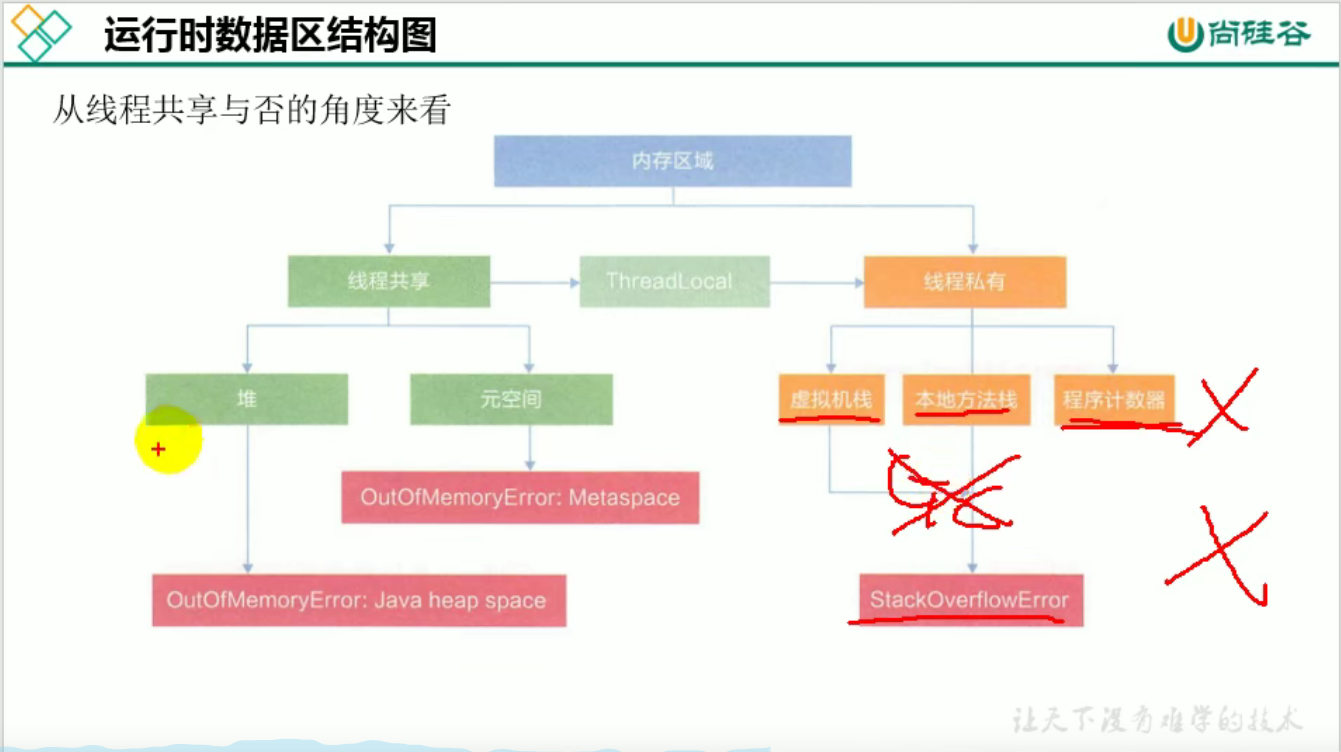 运行时数据区结构图
尚硅谷
从线程共享与否的角度来看
内存区域
线程共享
ThreadLocal
线程私有
堆
元空间
虚拟机栈
本地方法栈
程序计数器
OutOfMemoryError: Metaspace
OutOfMemoryError: Java heap space
StackOverflowError
让天下没有难学的技术